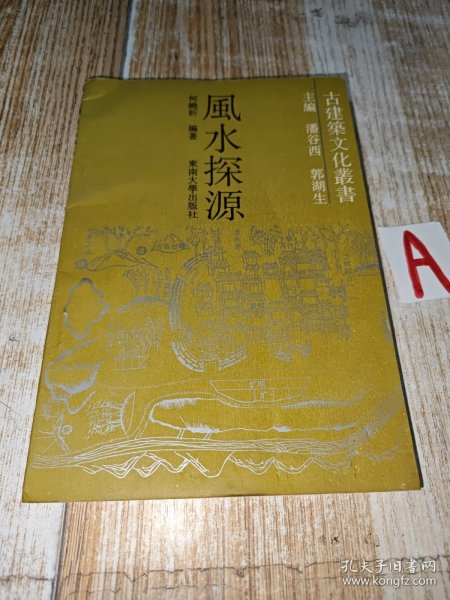 古建築文化叢書
主編 潘谷西 郭湖生
風水探源
何曉昕 編著
東南大學出版社
A
孔夫子旧书网
www.kongfz.com